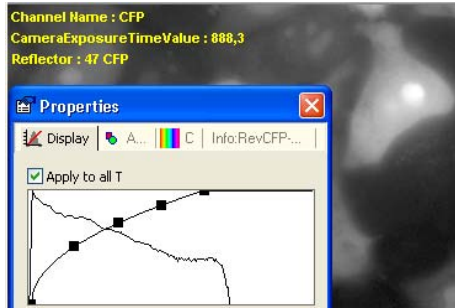 Channel Name : CFP
CameraExposureTimeValue : 888,3
Reflector : 47 CFP
Properties
Display A... C Info:RevCFP-...
Apply to all T